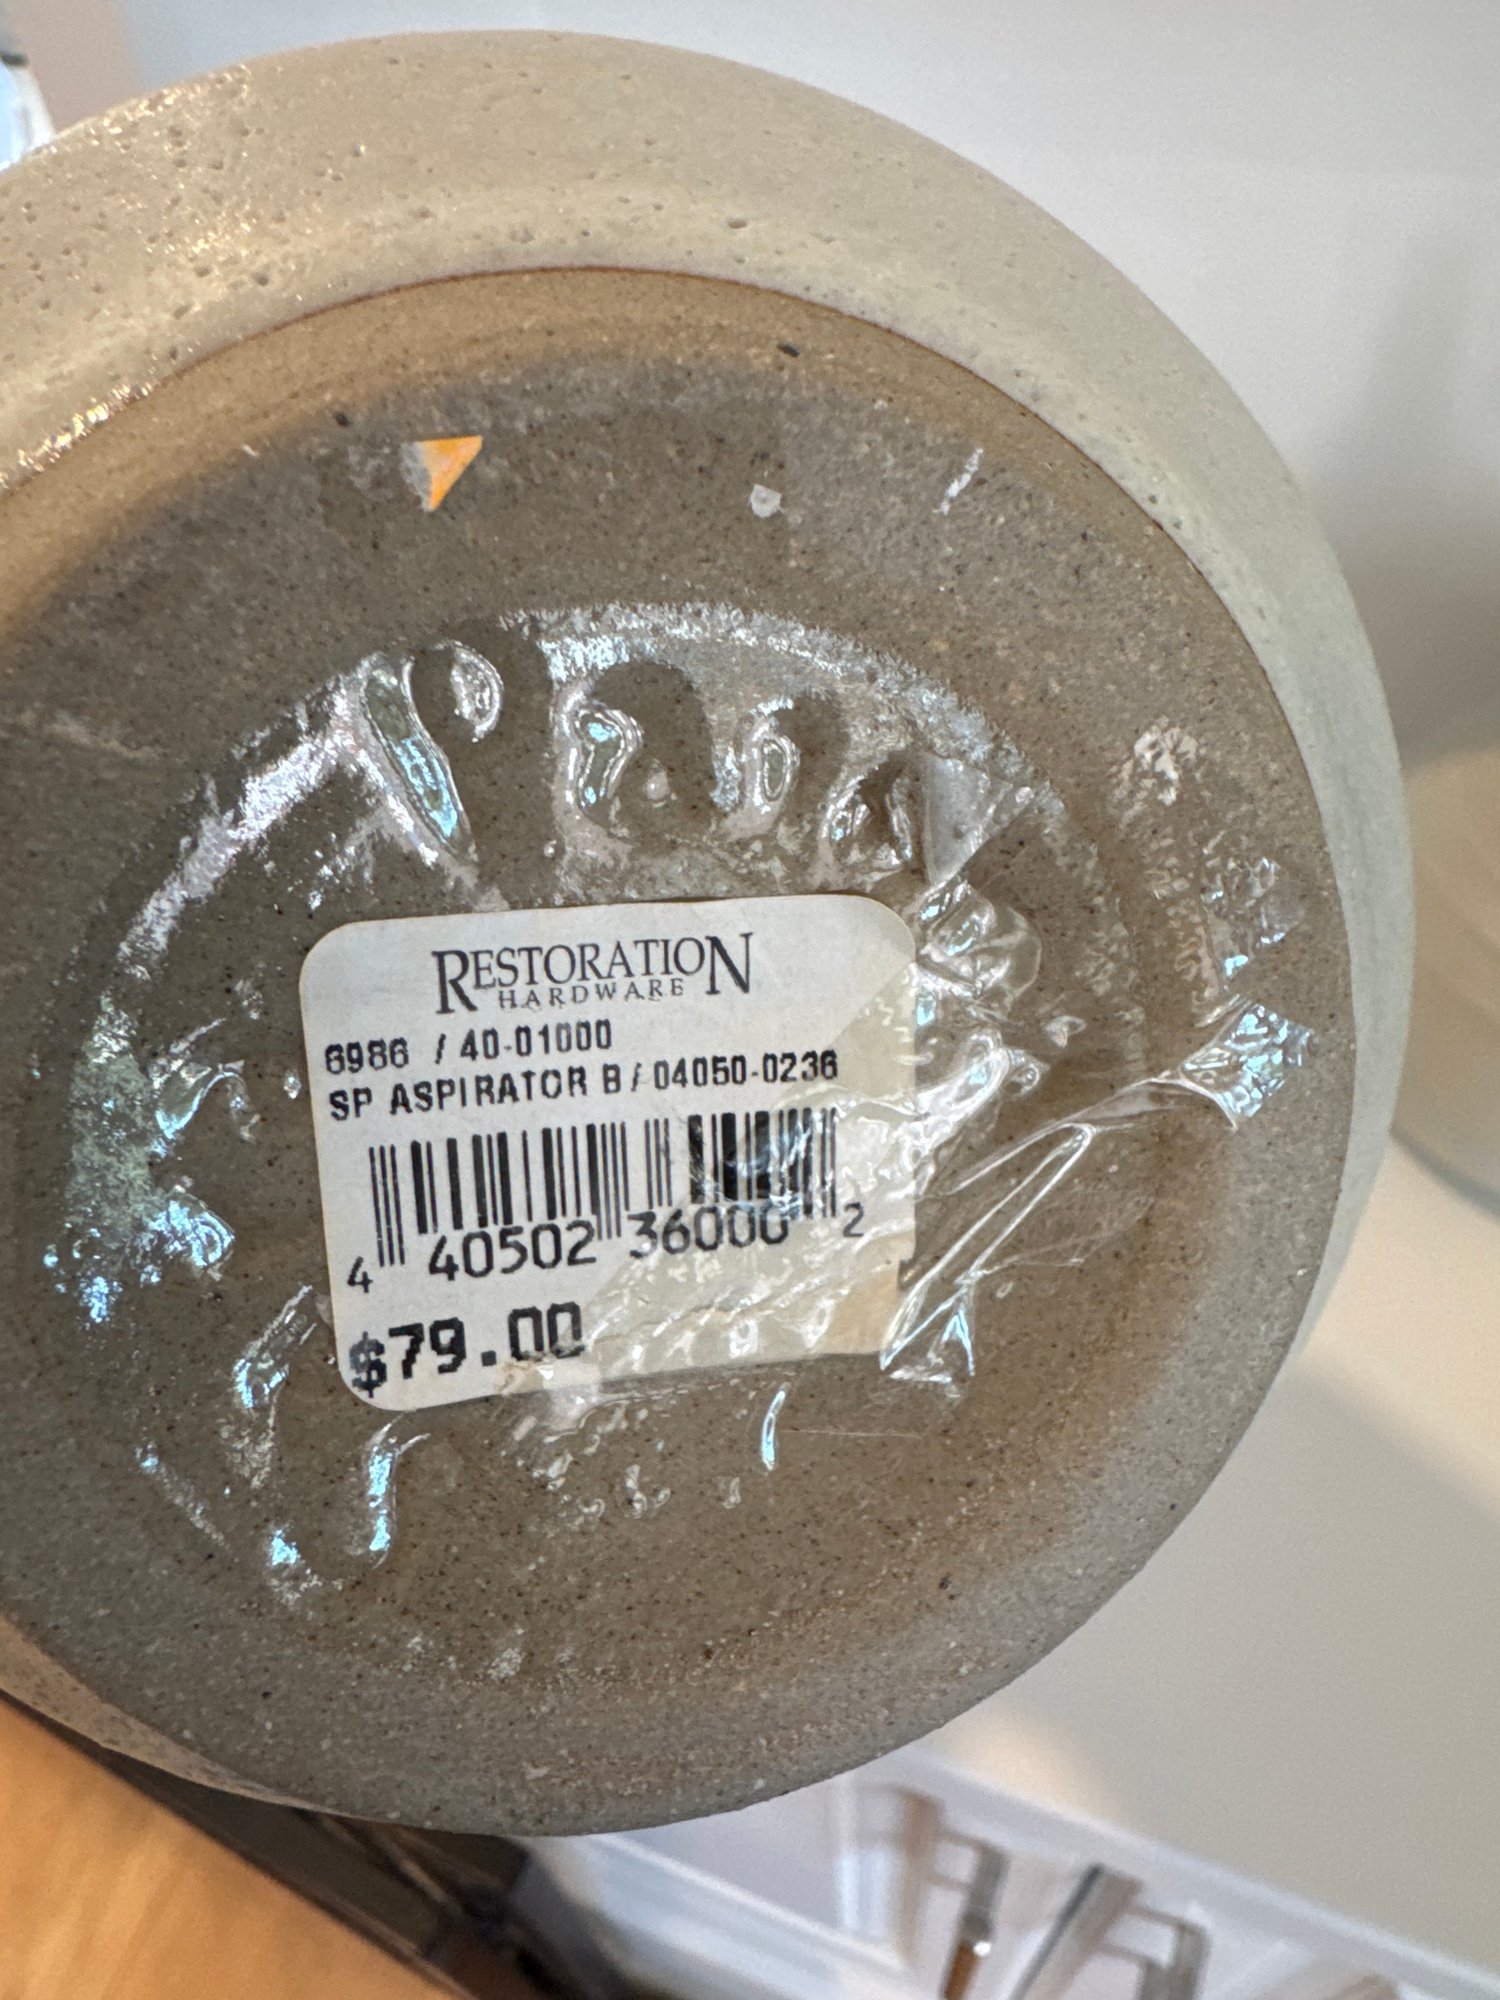 RESTORATION
HARDWARE
6986 / 40-01000
SP ASPIRATOR B / 04050-0236
4 40502 36000 2
$79.00